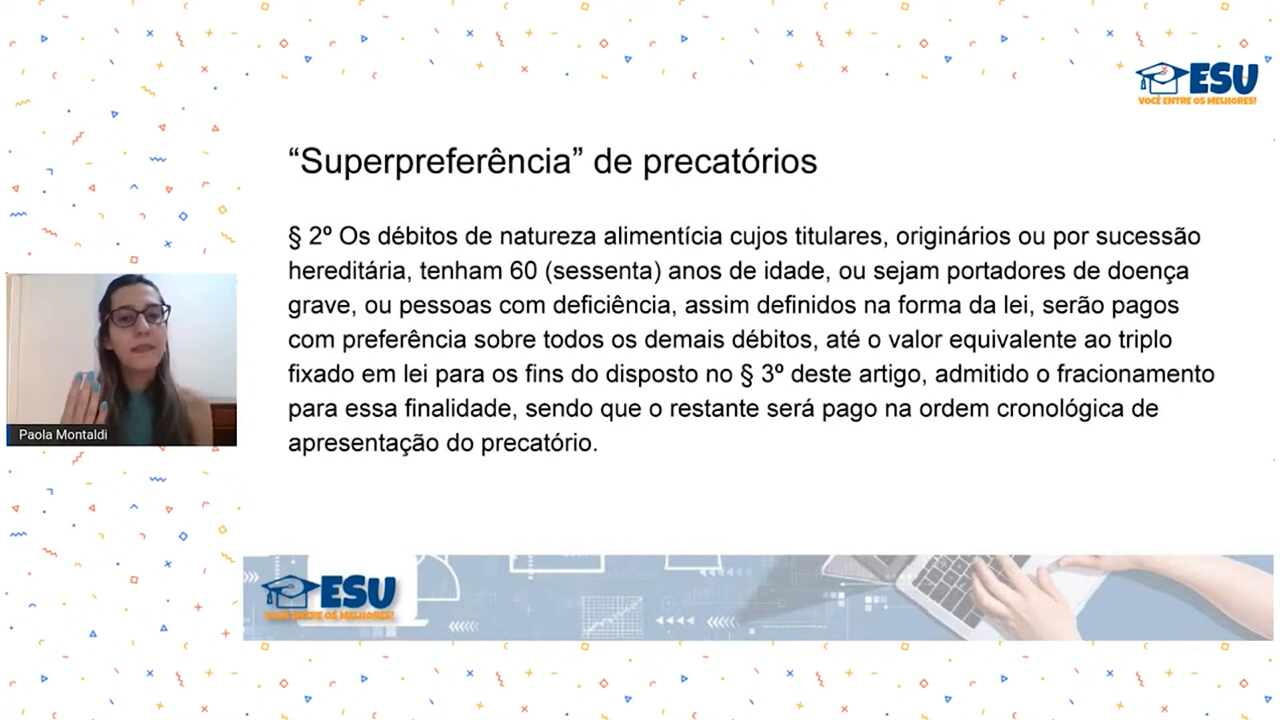 ESU
VOCÊ ENTRE OS MELHORES!
“Superpreferência” de precatórios
§ 2º Os débitos de natureza alimentícia cujos titulares, originários ou por sucessão
hereditária, tenham 60 (sessenta) anos de idade, ou sejam portadores de doença
grave, ou pessoas com deficiência, assim definidos na forma da lei, serão pagos
com preferência sobre todos os demais débitos, até o valor equivalente ao triplo
fixado em lei para os fins do disposto no § 3º deste artigo, admitido o fracionamento
para essa finalidade, sendo que o restante será pago na ordem cronológica de
apresentação do precatório.
Paola Montaldi
ESU
VOCÊ ENTRE OS MELHORES!